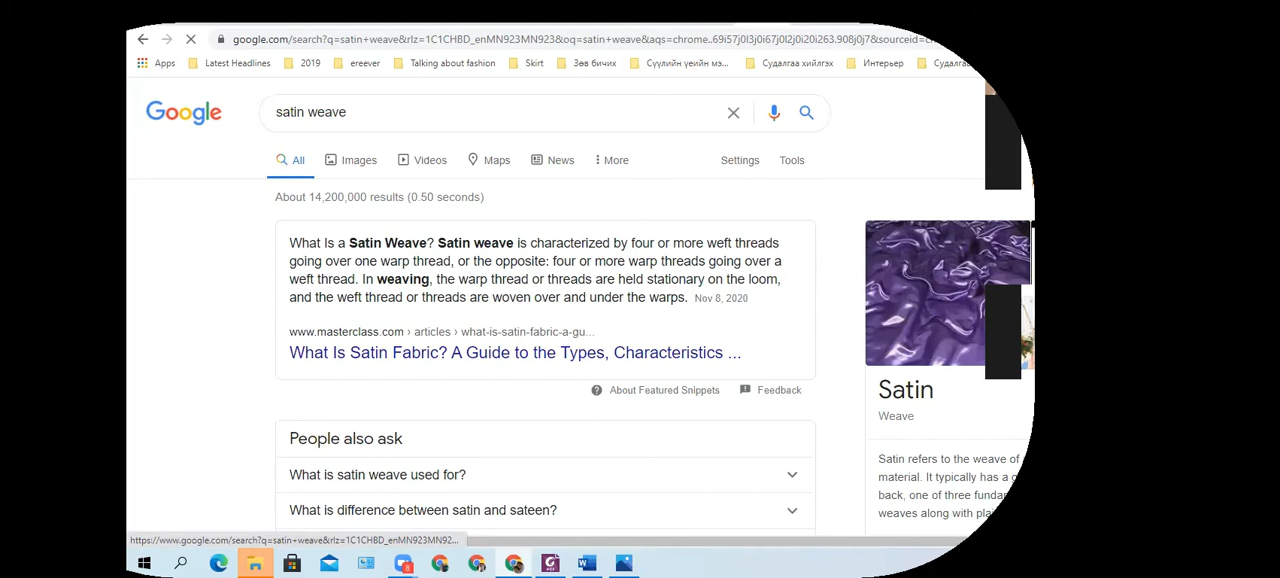 google.com/search?q=satin+weave&rlz=1C1CHBD_enMN923MN923&oq=satin+weave&aqs=chrome..69i57j0l3j0i67j0l2j0i20i263.908j0j7&sourceid=
Apps Latest Headlines 2019 ereever Talking about fashion Skirt Зөв бичих Сүүлийн үеийн мэ... Судалгаа хийлгэх Интерьер Судалгаа
Google satin weave
All Images Videos Maps News More Settings Tools
About 14,200,000 results (0.50 seconds)
What Is a Satin Weave? Satin weave is characterized by four or more weft threads
going over one warp thread, or the opposite: four or more warp threads going over a
weft thread. In weaving, the warp thread or threads are held stationary on the loom,
and the weft thread or threads are woven over and under the warps. Nov 8, 2020
www.masterclass.com › articles › what-is-satin-fabric-a-gu...
What Is Satin Fabric? A Guide to the Types, Characteristics ...
About Featured Snippets Feedback
People also ask
What is satin weave used for?
What is difference between satin and sateen?
Satin
Weave
Satin refers to the weave of
material. It typically has a
back, one of three
weaves along with
https://www.google.com/search?q=satin+weave&rlz=1C1CHBD_enMN923MN92...